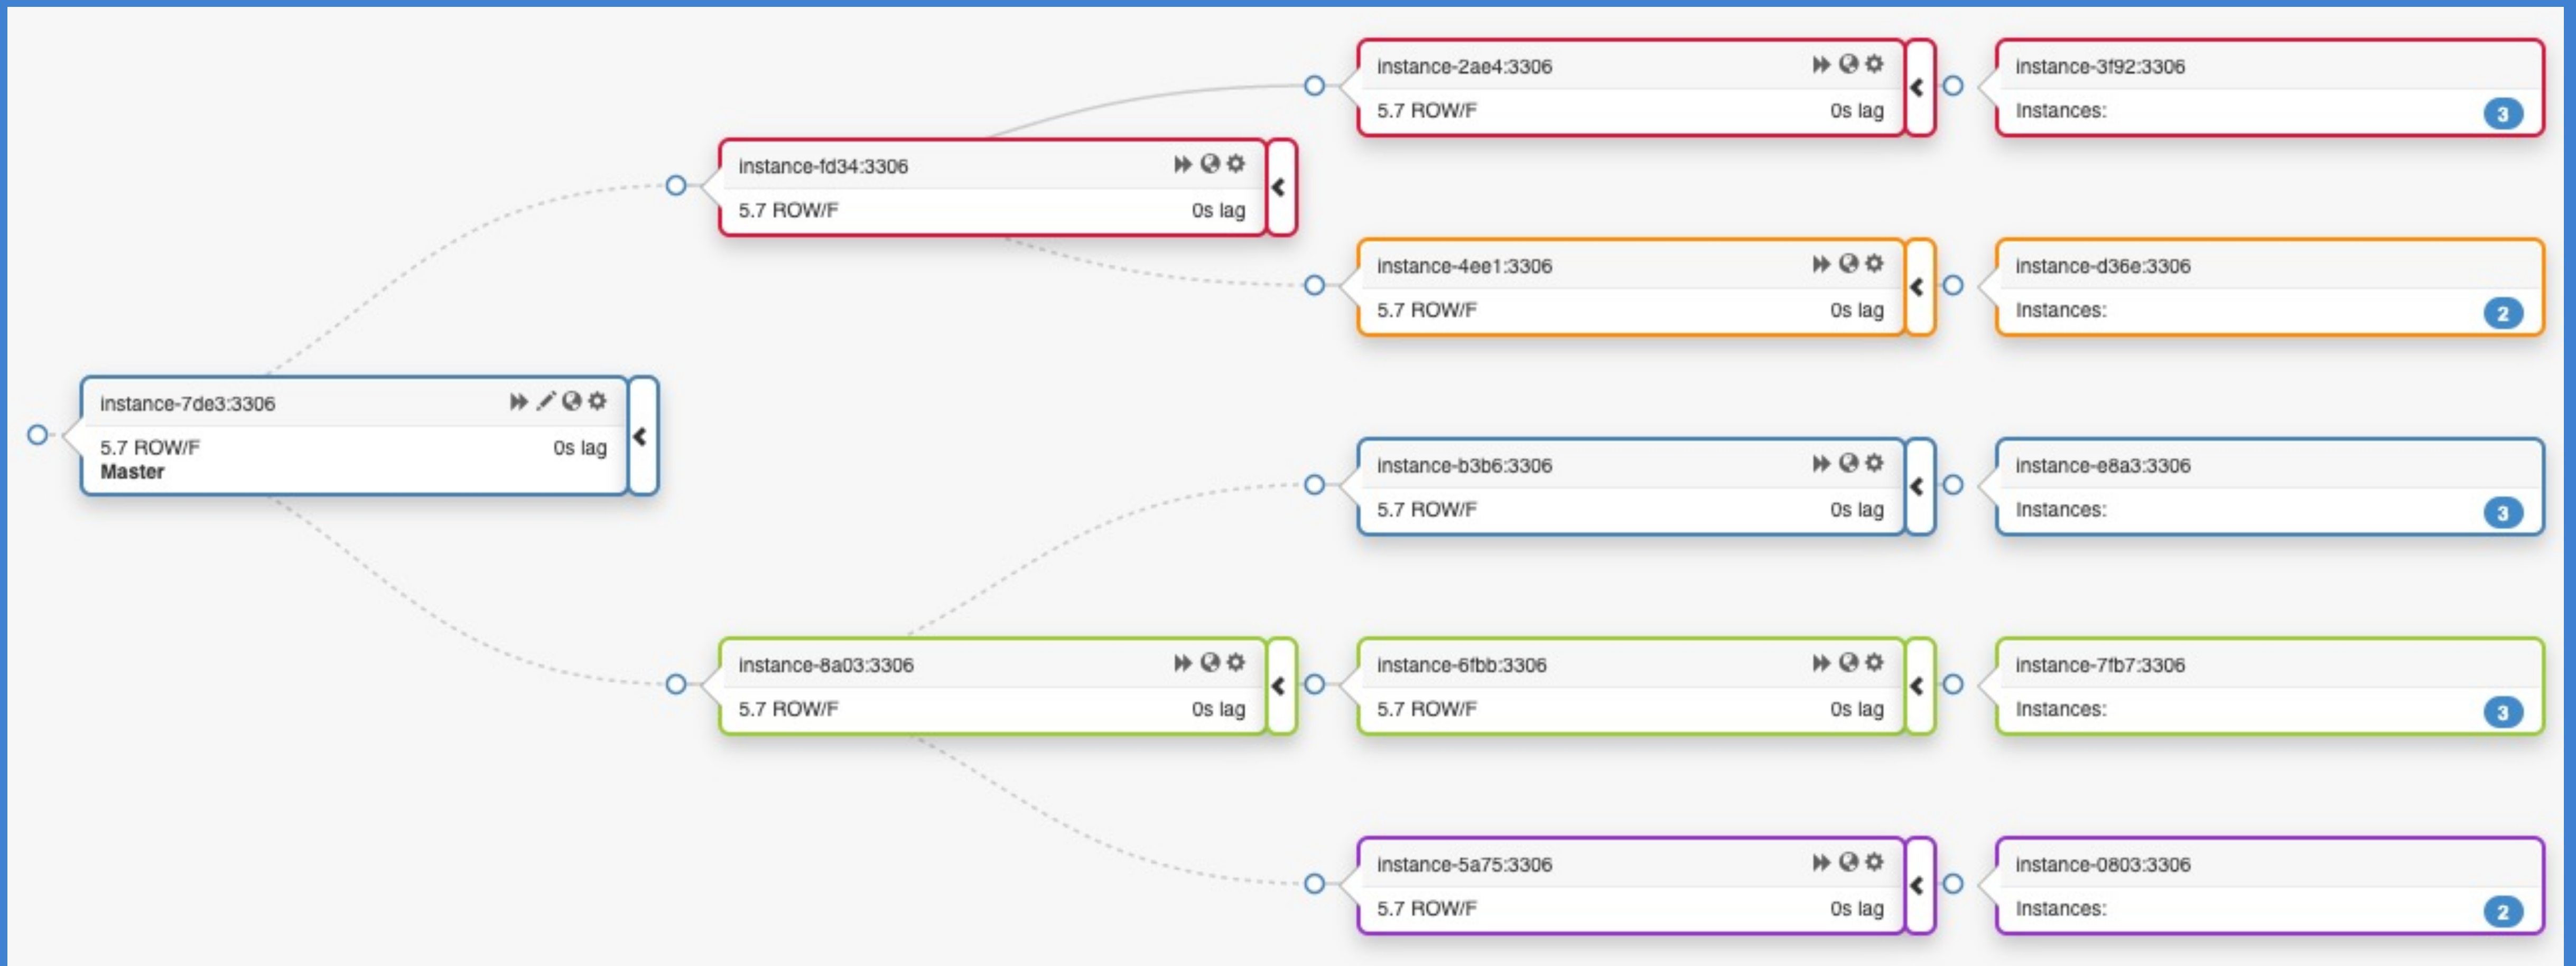 instance-2ae4:3306
5.7 ROW/F 0s lag
instance-3f92:3306
Instances: 3
instance-fd34:3306
5.7 ROW/F 0s lag
instance-4ee1:3306
5.7 ROW/F 0s lag
instance-d36e:3306
Instances: 2
instance-7de3:3306
5.7 ROW/F 0s lag
Master
instance-b3b6:3306
5.7 ROW/F 0s lag
instance-e8a3:3306
Instances: 3
instance-8a03:3306
5.7 ROW/F 0s lag
instance-6fbb:3306
5.7 ROW/F 0s lag
instance-7fb7:3306
Instances: 3
instance-5a75:3306
5.7 ROW/F 0s lag
instance-0803:3306
Instances: 2